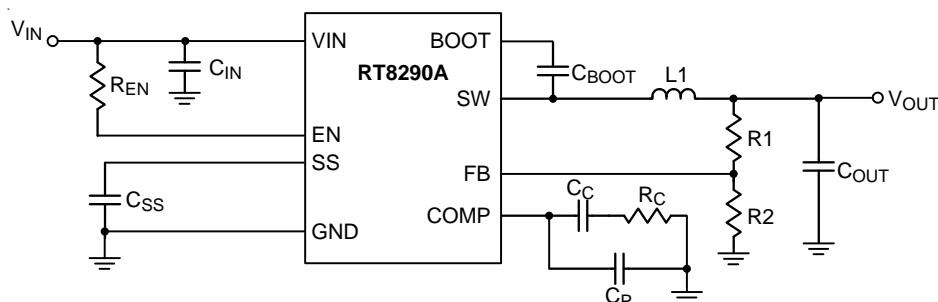 VIN
VIN
BOOT
RT8290A
CIN
CBOOT
L1
REN
SW
VOUT
EN
R1
SS
FB
COUT
CSS
CC
RC
R2
COMP
GND
CP